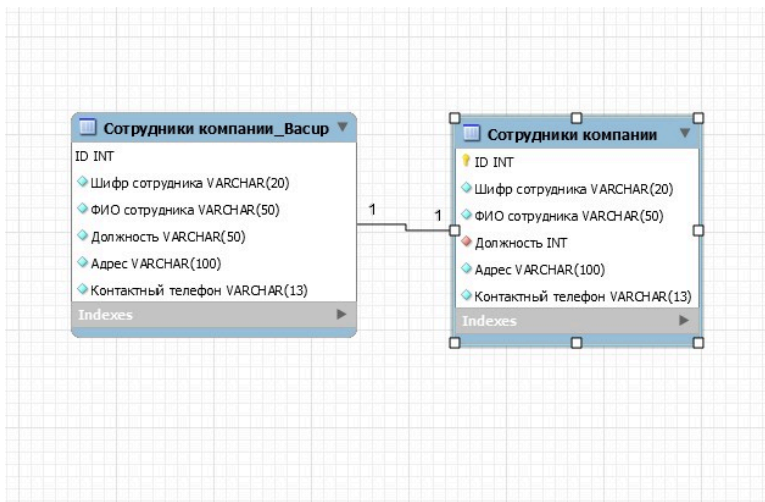 Сотрудники компании_Bacup
ID INT
Шифр сотрудника VARCHAR(20)
ФИО сотрудника VARCHAR(50)
Должность VARCHAR(50)
Адрес VARCHAR(100)
Контактный телефон VARCHAR(13)
Indexes
1
1
Сотрудники компании
ID INT
Шифр сотрудника VARCHAR(20)
ФИО сотрудника VARCHAR(50)
Должность INT
Адрес VARCHAR(100)
Контактный телефон VARCHAR(13)
Indexes